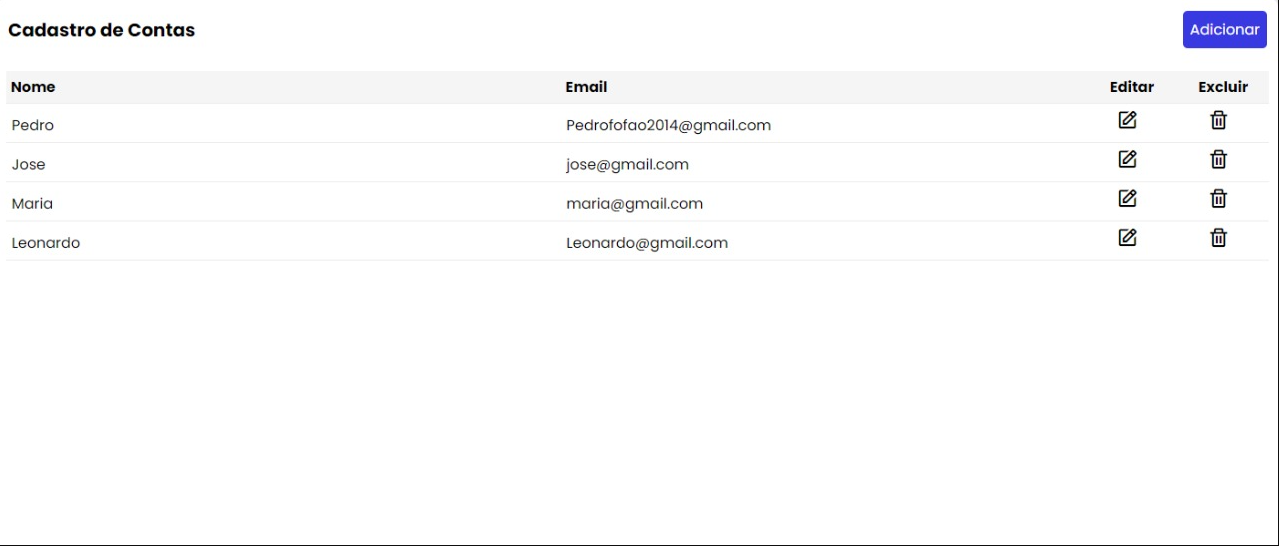 Cadastro de Contas Adicionar
Nome Email Editar Excluir
Pedro Pedrofofao2014@gmail.com
Jose jose@gmail.com
Maria maria@gmail.com
Leonardo Leonardo@gmail.com